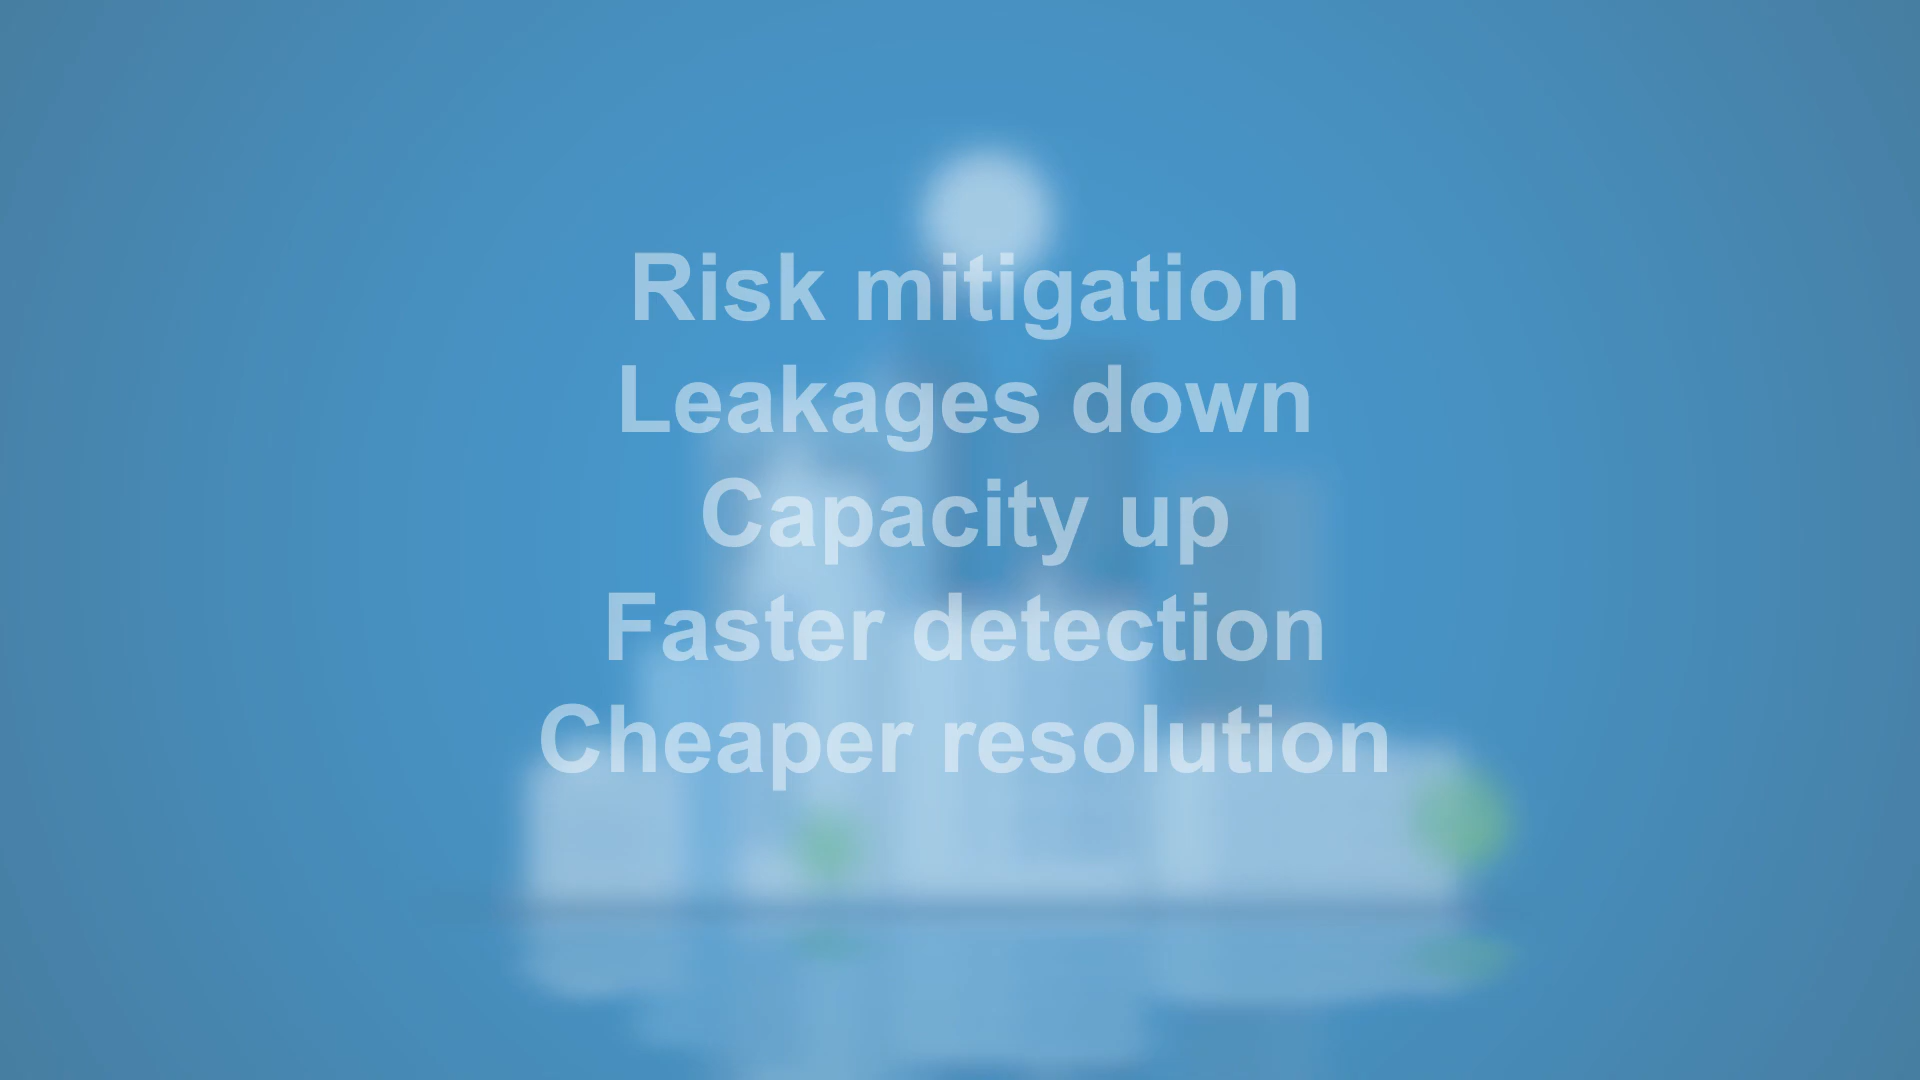 Risk mitigation
Leakages down
Capacity up
Faster detection
Cheaper resolution